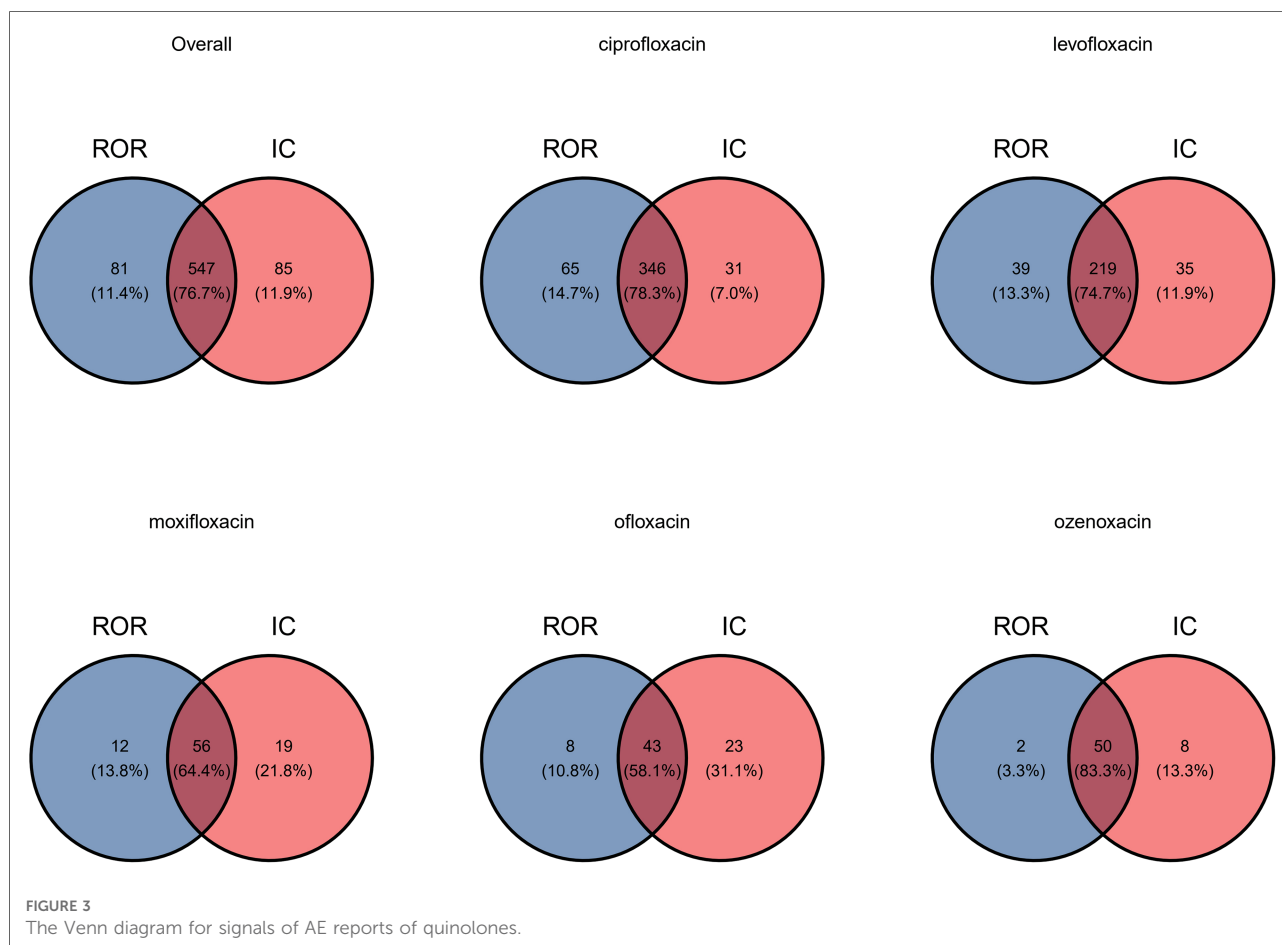 Overall
ciprofloxacin
levofloxacin
ROR IC
ROR IC
ROR IC
81 547 85
(11.4%) (76.7%) (11.9%)
65 346 31
(14.7%) (78.3%) (7.0%)
39 219 35
(13.3%) (74.7%) (11.9%)
moxifloxacin
ofloxacin
ozenoxacin
ROR IC
ROR IC
ROR IC
12 56 19
(13.8%) (64.4%) (21.8%)
8 43 23
(10.8%) (58.1%) (31.1%)
2 50 8
(3.3%) (83.3%) (13.3%)
FIGURE 3
The Venn diagram for signals of AE reports of quinolones.